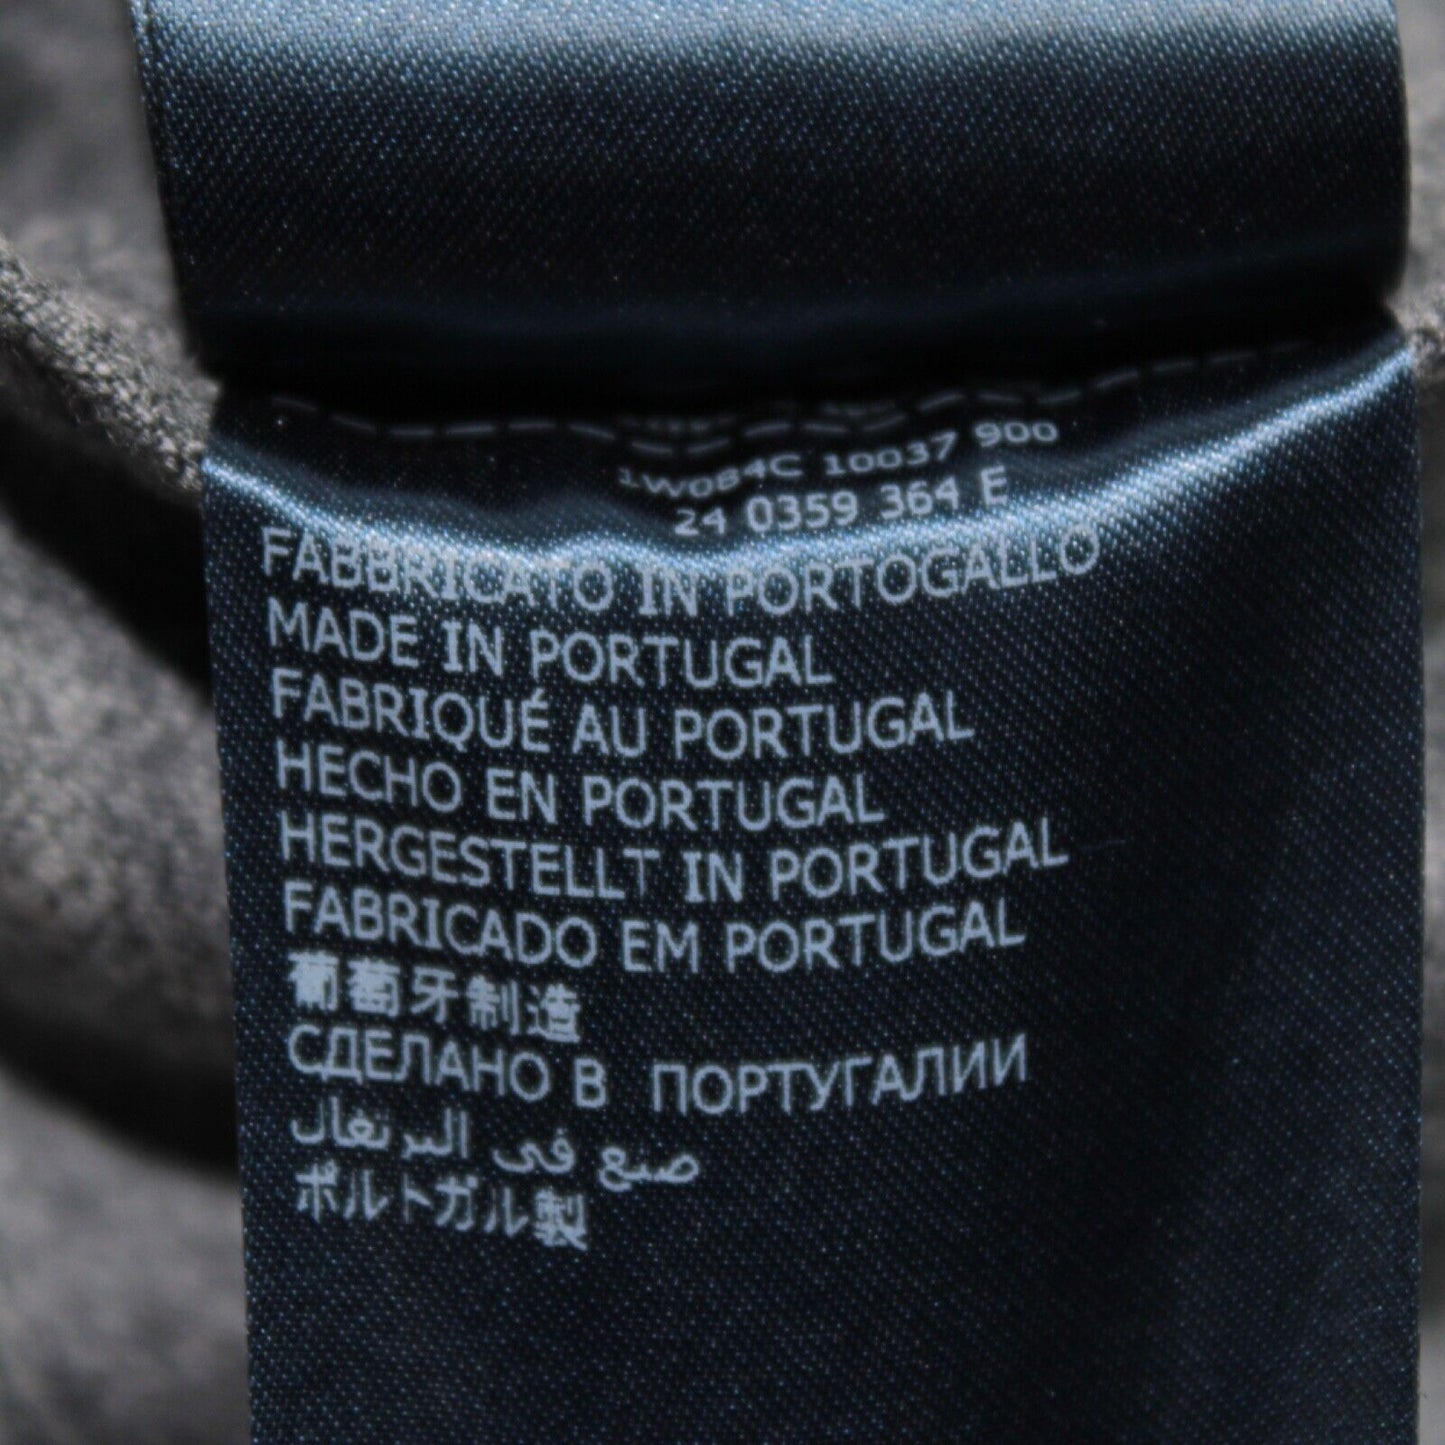 1W084C 10037 900
24 0359 364 E
FABBRICATO IN PORTOGALLO
MADE IN PORTUGAL
FABRIQUÉ AU PORTUGAL
HECHO EN PORTUGAL
HERGESTELLT IN PORTUGAL
FABRICADO EM PORTUGAL
葡萄牙制造
СДЕЛАНО В ПОРТУГАЛИИ
صنع فى البرتغال
ポルトガル製